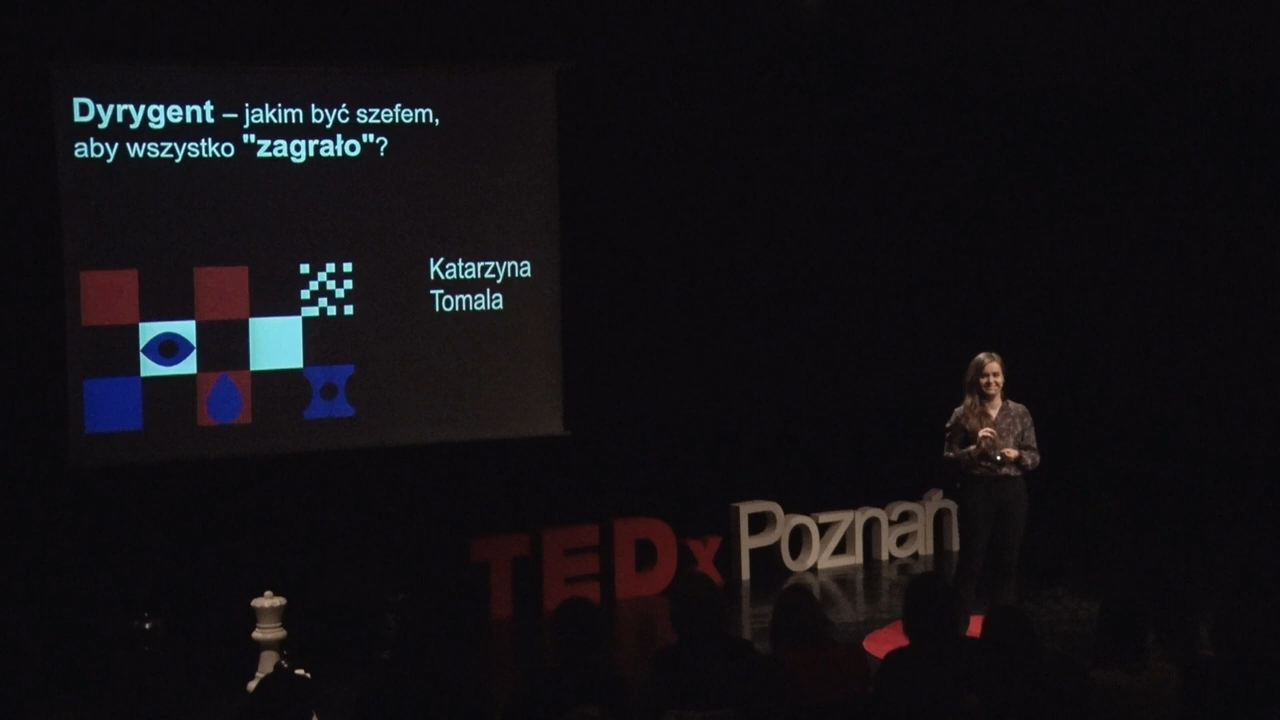 Dyrygent – jakim być szefem,
aby wszystko "zagrało"?
Katarzyna
Tomala
TEDx Poznań